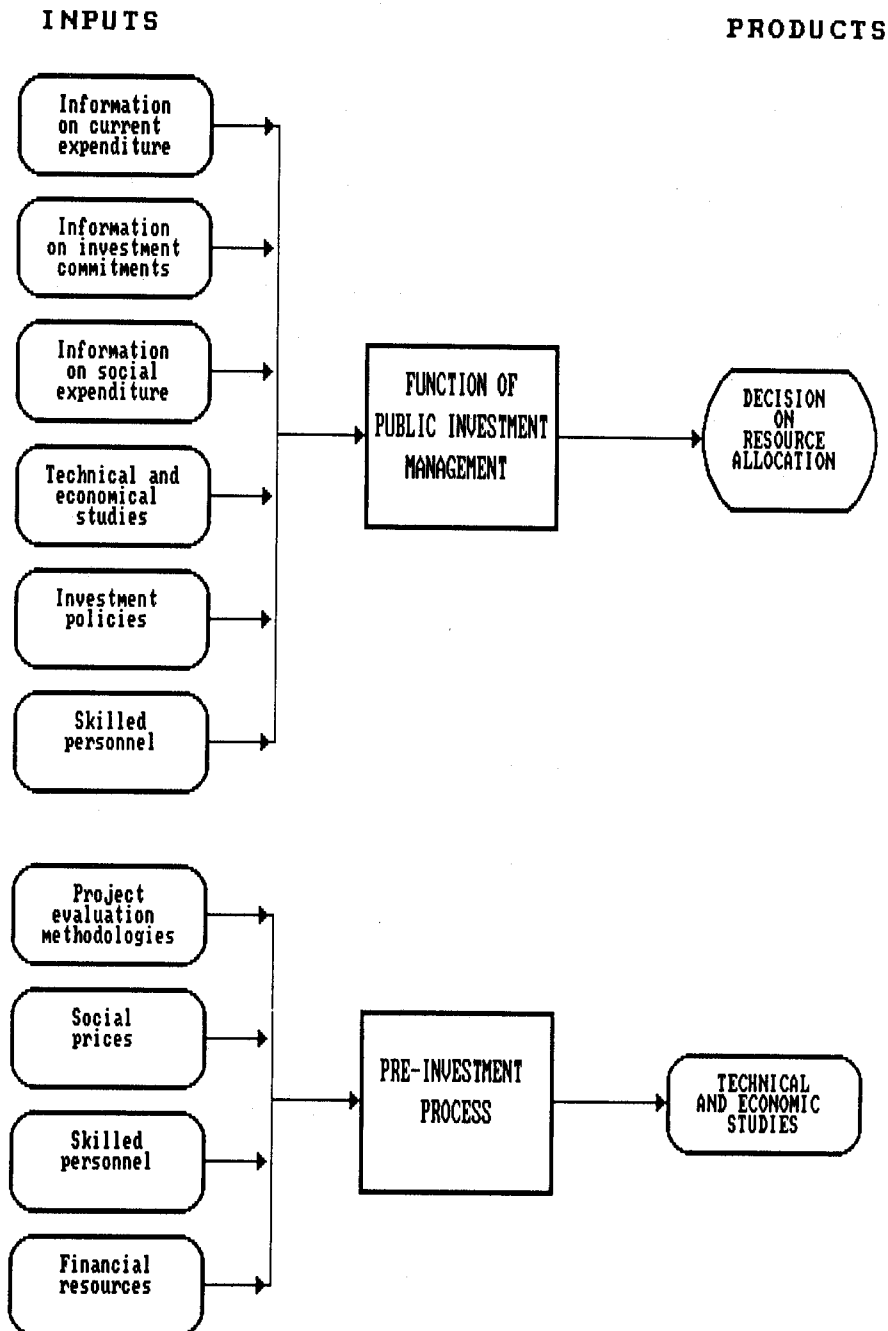 INPUTS
PRODUCTS
Information
on current
expenditure
Information
on investment
commitments
Information
on social
expenditure
Technical and
economical
studies
Investment
policies
Skilled
personnel
FUNCTION OF
PUBLIC INVESTMENT
MANAGEMENT
DECISION
ON
RESOURCE
ALLOCATION
Project
evaluation
methodologies
Social
prices
Skilled
personnel
Financial
resources
PRE-INVESTMENT
PROCESS
TECHNICAL
AND ECONOMIC
STUDIES